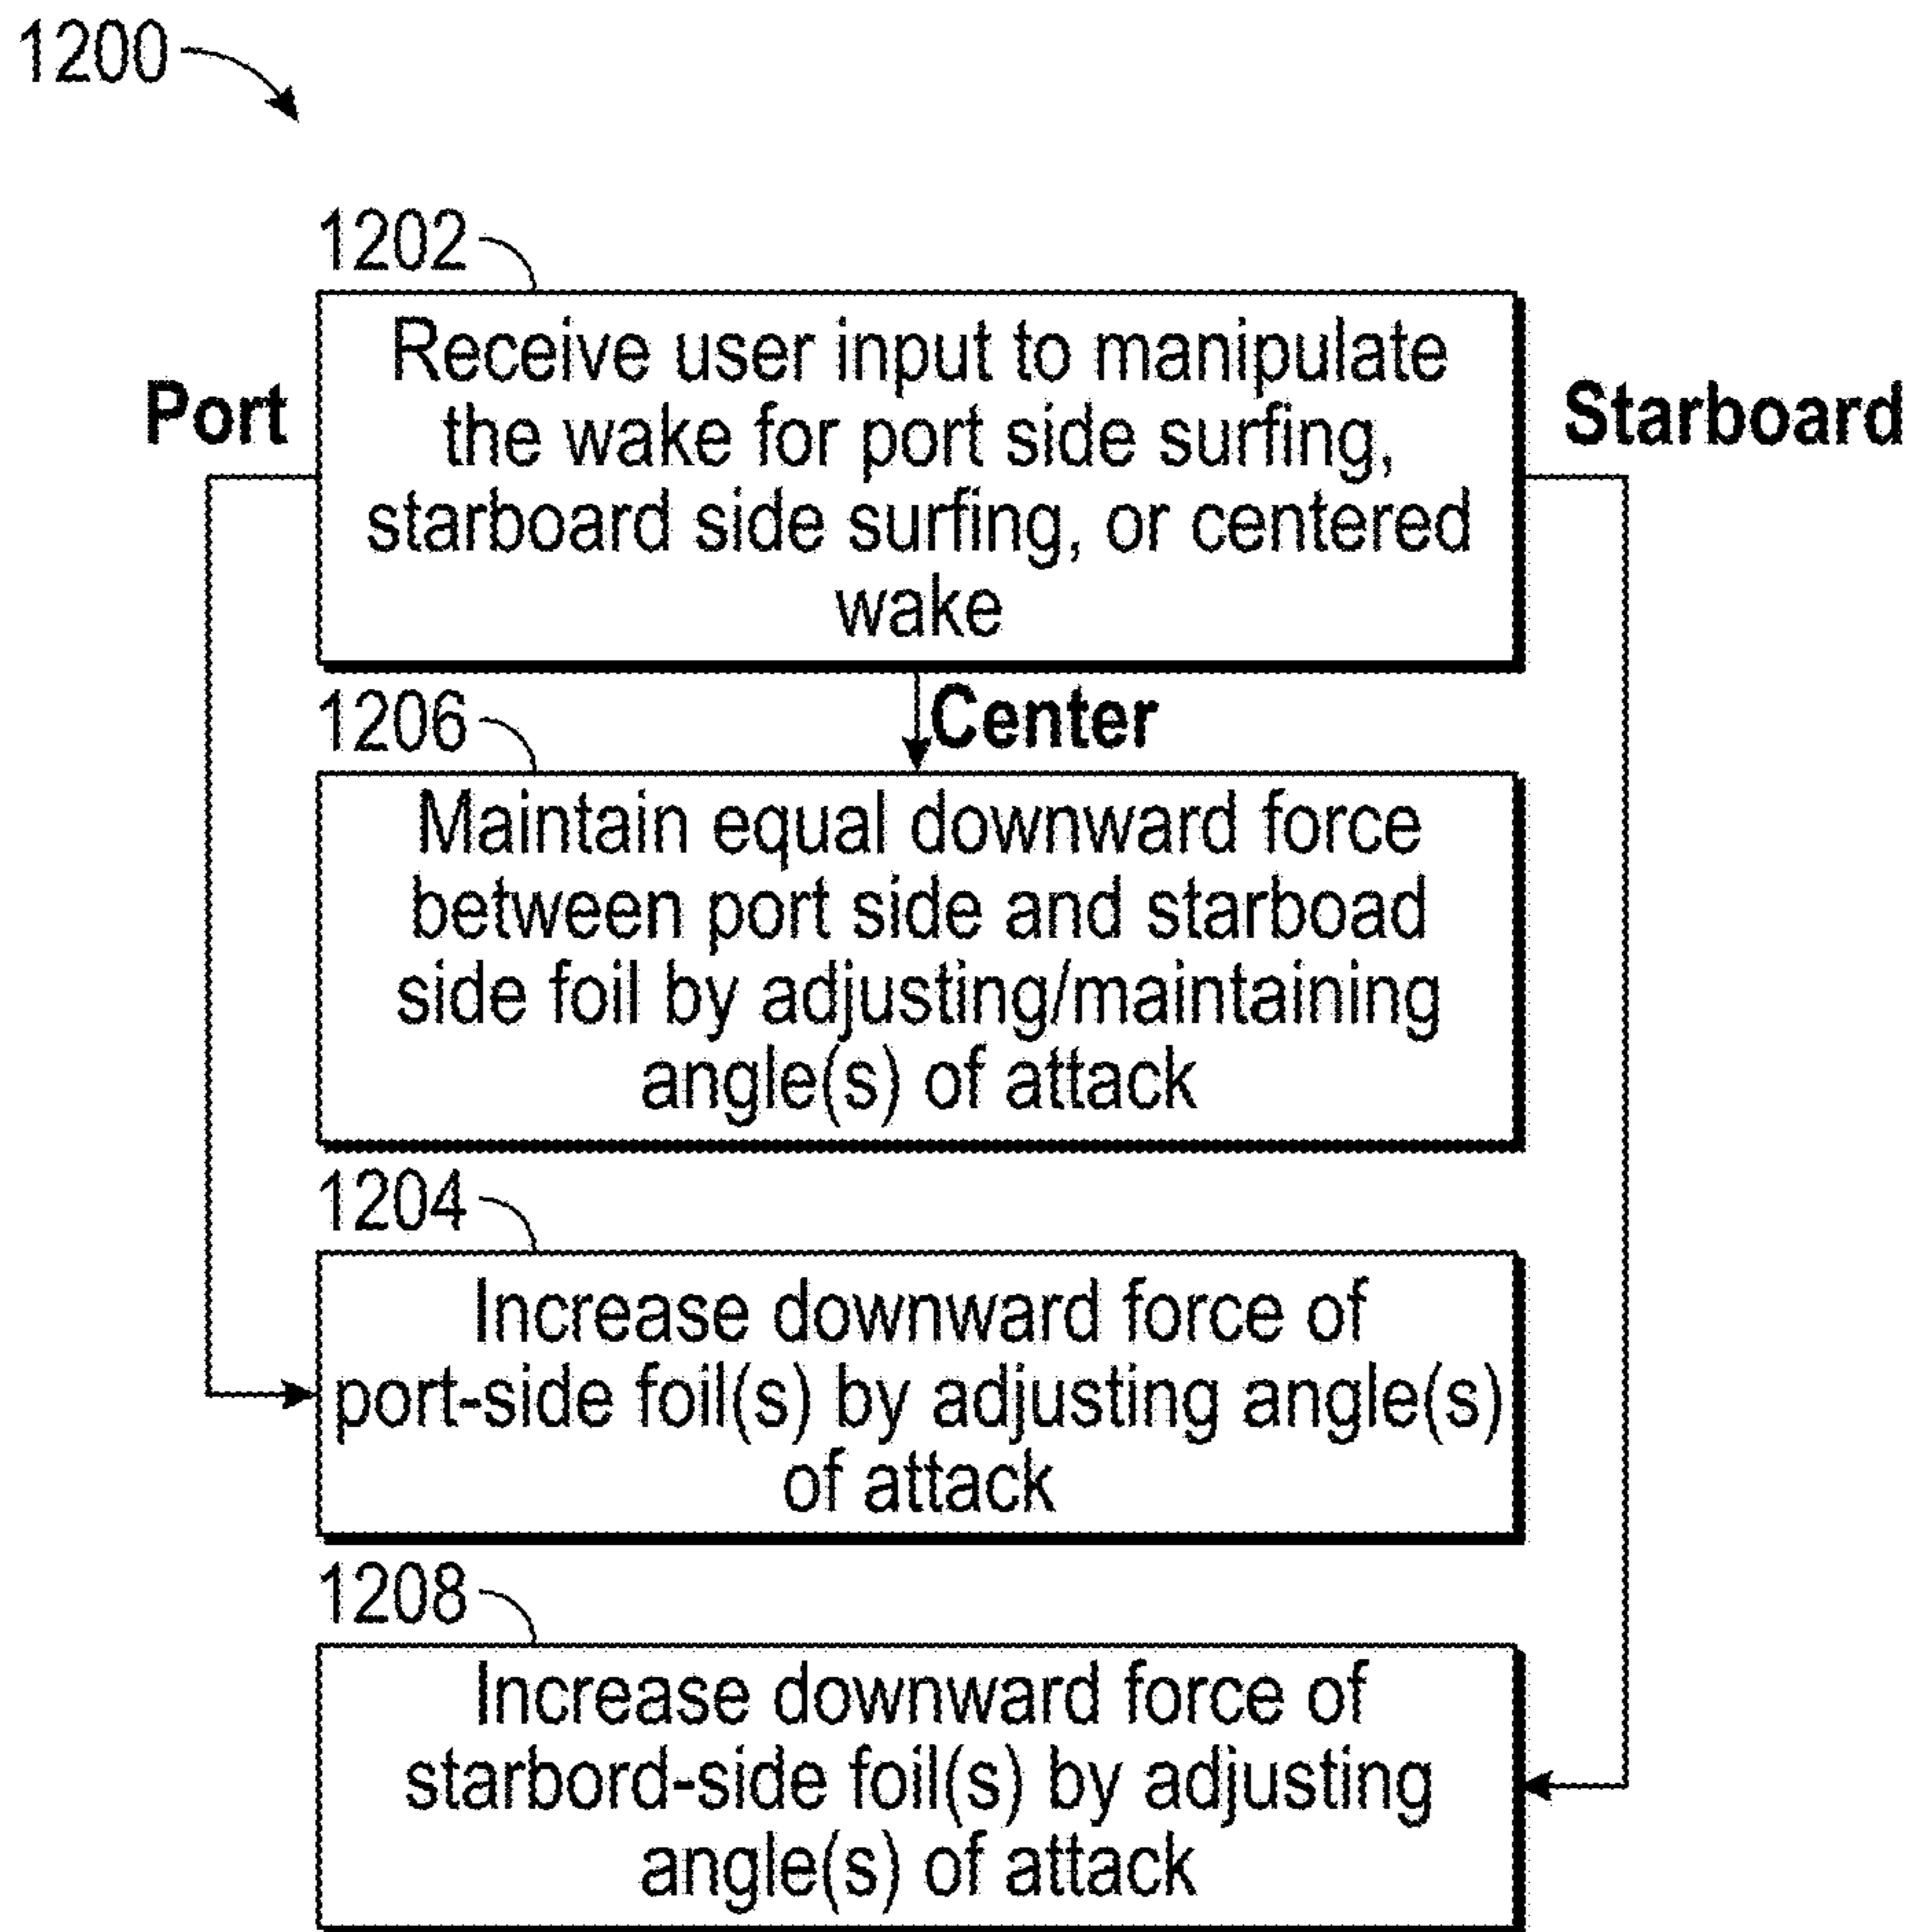 1200
1202
Receive user input to manipulate
the wake for port side surfing,
starboard side surfing, or centered
wake
Port
Starboard
Center
1206
Maintain equal downward force
between port side and starboad
side foil by adjusting/maintaining
angle(s) of attack
1204
Increase downward force of
port-side foil(s) by adjusting angle(s)
of attack
1208
Increase downward force of
starbord-side foil(s) by adjusting
angle(s) of attack